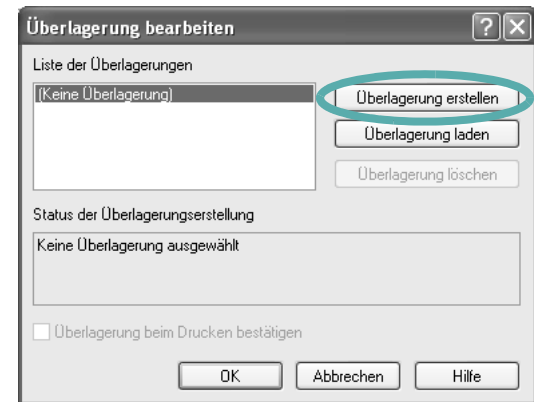 Überlagerung bearbeiten
Liste der Überlagerungen
(Keine Überlagerung)
Überlagerung erstellen
Überlagerung laden
Überlagerung löschen
Status der Überlagerungserstellung
Keine Überlagerung ausgewählt
Überlagerung beim Drucken bestätigen
OK Abbrechen Hilfe